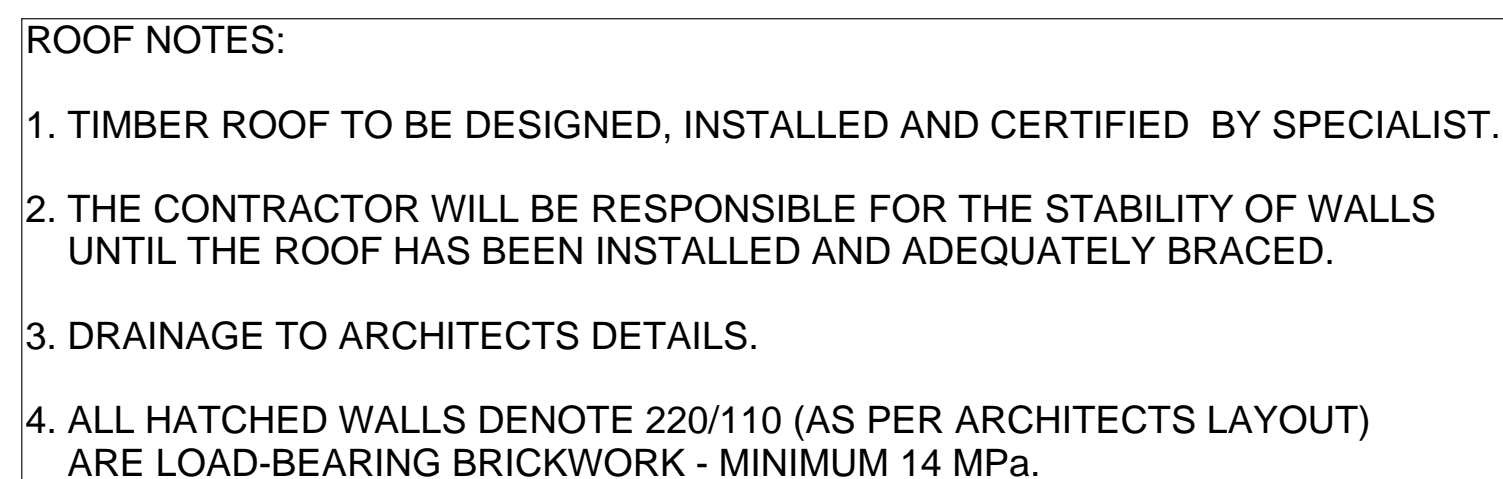 ROOF NOTES:
1. TIMBER ROOF TO BE DESIGNED, INSTALLED AND CERTIFIED  BY SPECIALIST.
2. THE CONTRACTOR WILL BE RESPONSIBLE FOR THE STABILITY OF WALLS
UNTIL THE ROOF HAS BEEN INSTALLED AND ADEQUATELY BRACED.
3. DRAINAGE TO ARCHITECTS DETAILS.
4. ALL HATCHED WALLS DENOTE 220/110 (AS PER ARCHITECTS LAYOUT)
ARE LOAD-BEARING BRICKWORK - MINIMUM 14 MPa.